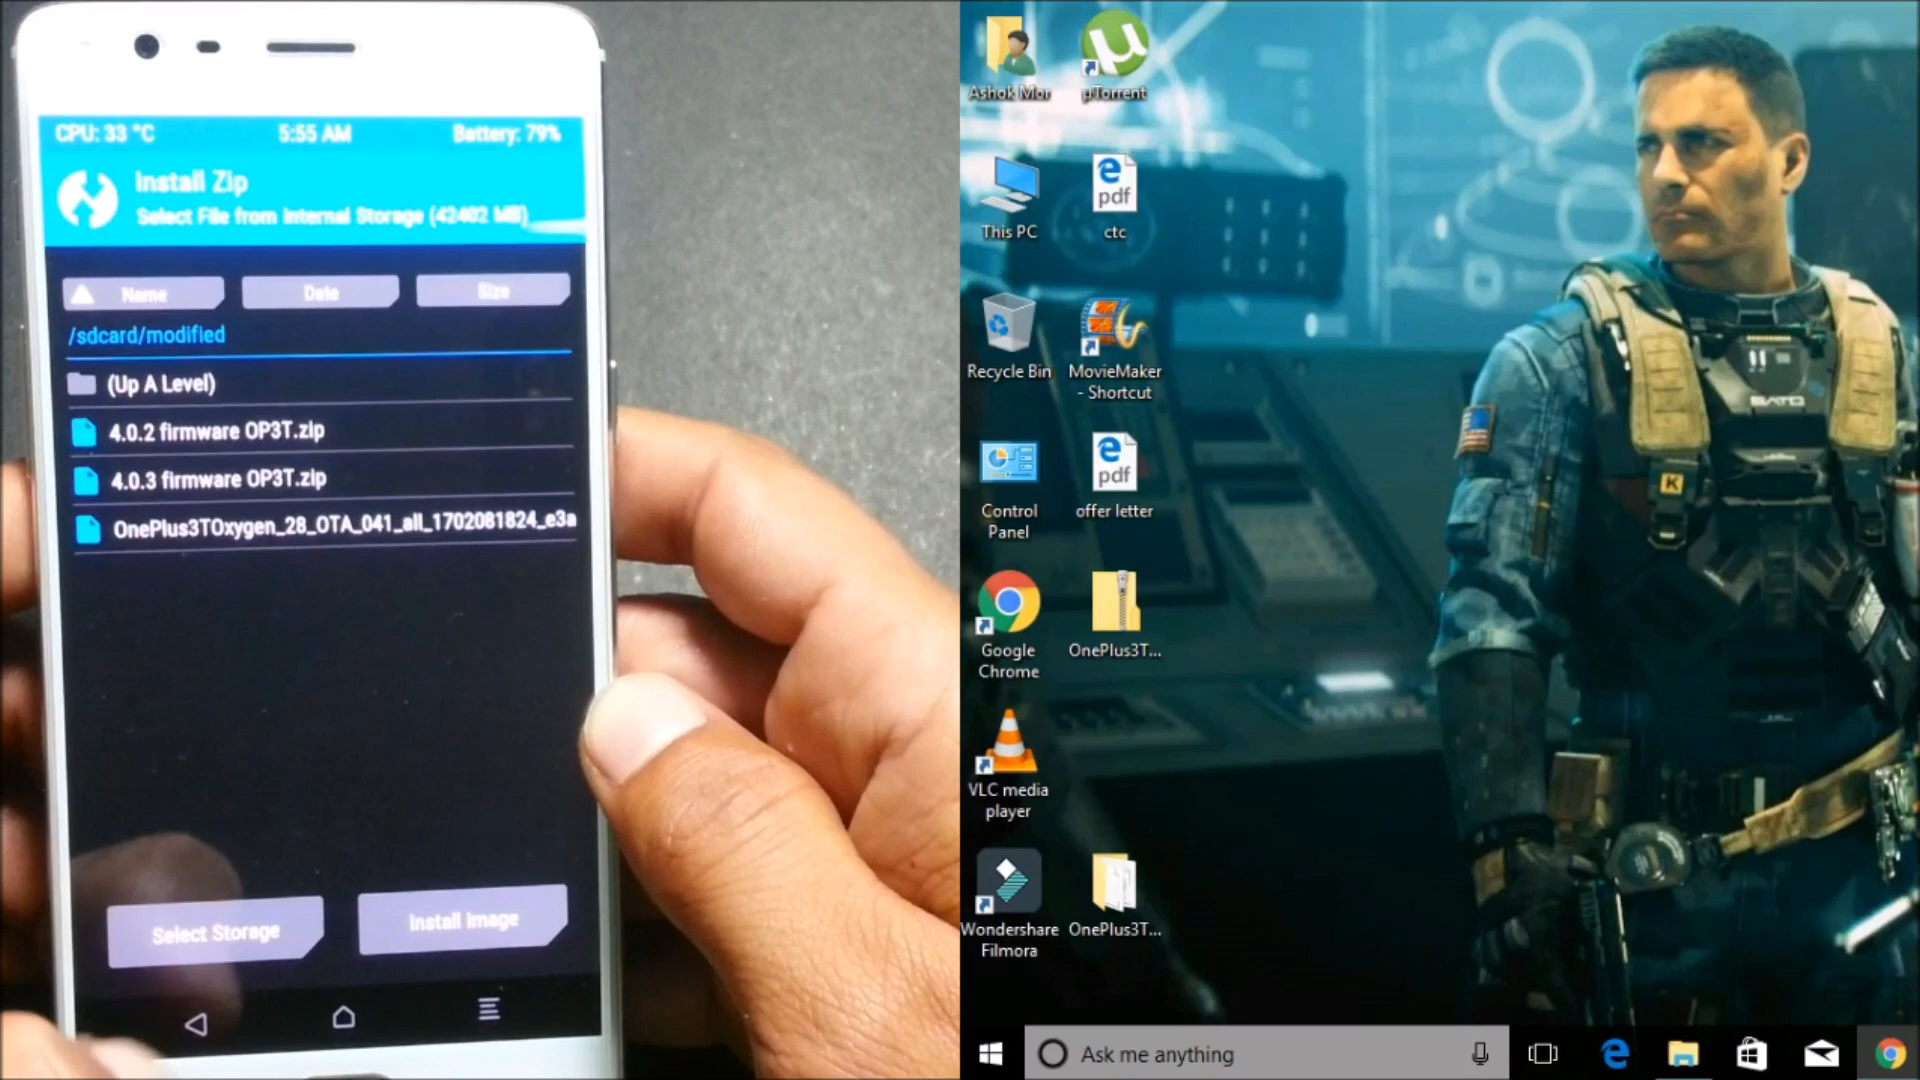 CPU: 33 °C
5:55 AM
Battery: 79%
Install Zip
Select File from Internal Storage (42402 MB)
Name
Date
Size
/sdcard/modified
(Up A Level)
4.0.2 firmware OP3T.zip
4.0.3 firmware OP3T.zip
OnePlus3TOxygen_28_OTA_041_all_1702081824_e3a
Select Storage
Install Image
Ashok Mor
µTorrent
This PC
pdf
ctc
Recycle Bin
MovieMaker
- Shortcut
Control
Panel
pdf
offer letter
Google
Chrome
OnePlus3T...
VLC media
player
Wondershare
Filmora
OnePlus3T...
K
Ask me anything